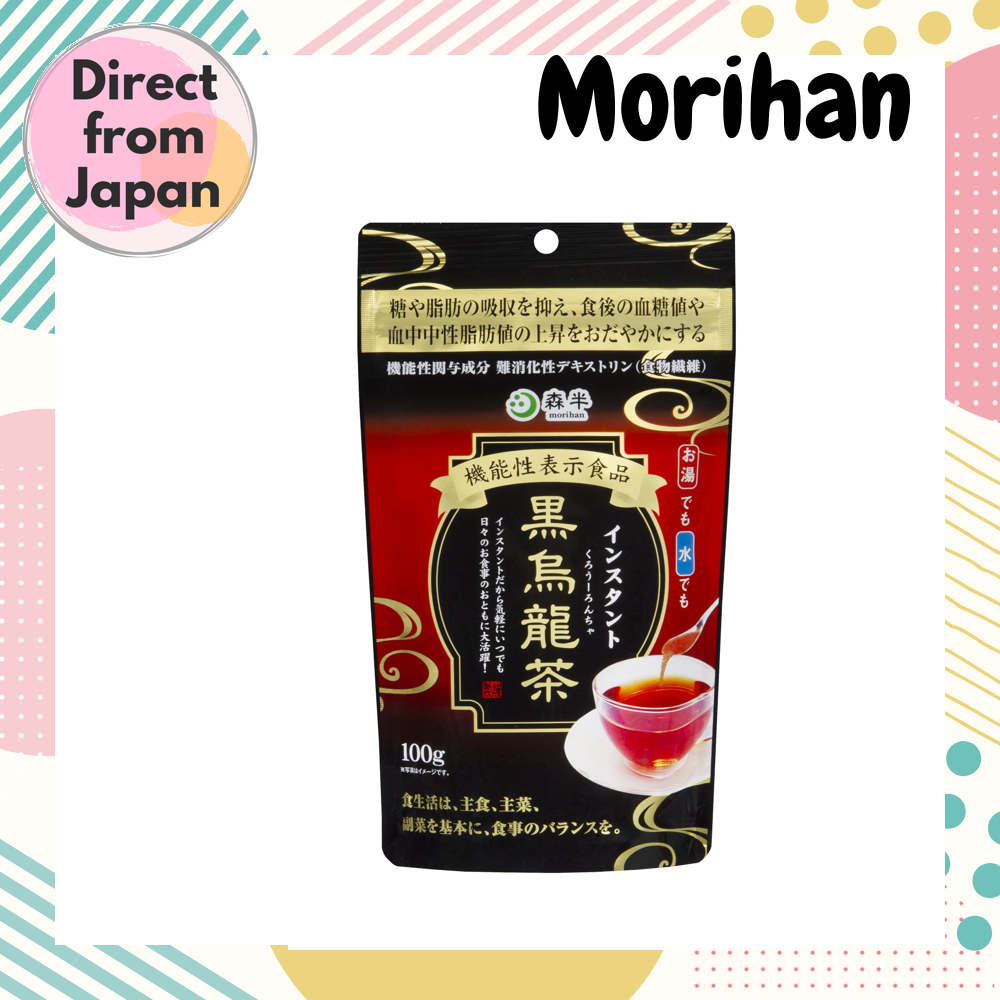 Direct
from
Japan
Morihan
糖や脂肪の吸収を抑え、食後の血糖値や
血中中性脂肪値の上昇をおだやかにする
機能性関与成分 難消化性デキストリン(食物繊維)
森半
morihan
機能性表示食品
お湯でも水でも
インスタント
くろうーろんちゃ
黒烏龍茶
インスタントだから気軽にいつでも
日々のお食事のおともに大活躍!
100g
※写真はイメージです。
食生活は、主食、主菜、
副菜を基本に、食事のバランスを。